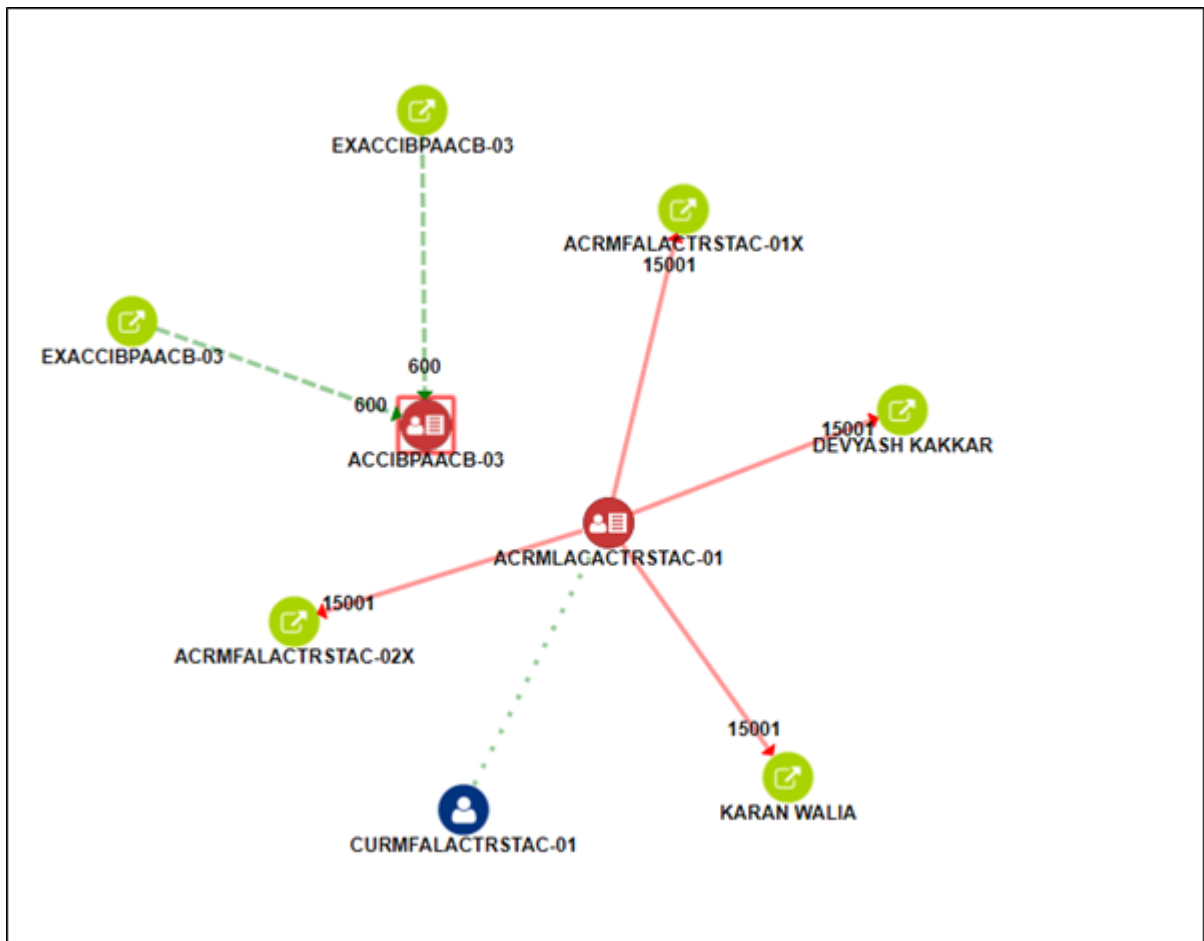 EXACCIBPAACB-03
ACRMFALACTRSTAC-01X
15001
EXACCIBPAACB-03
600
600
ACCIBPAACB-03
15001
DEVYASH KAKKAR
ACRMLAGACTRSTAC-01
15001
ACRMFALACTRSTAC-02X
15001
KARAN WALIA
CURMFALACTRSTAC-01